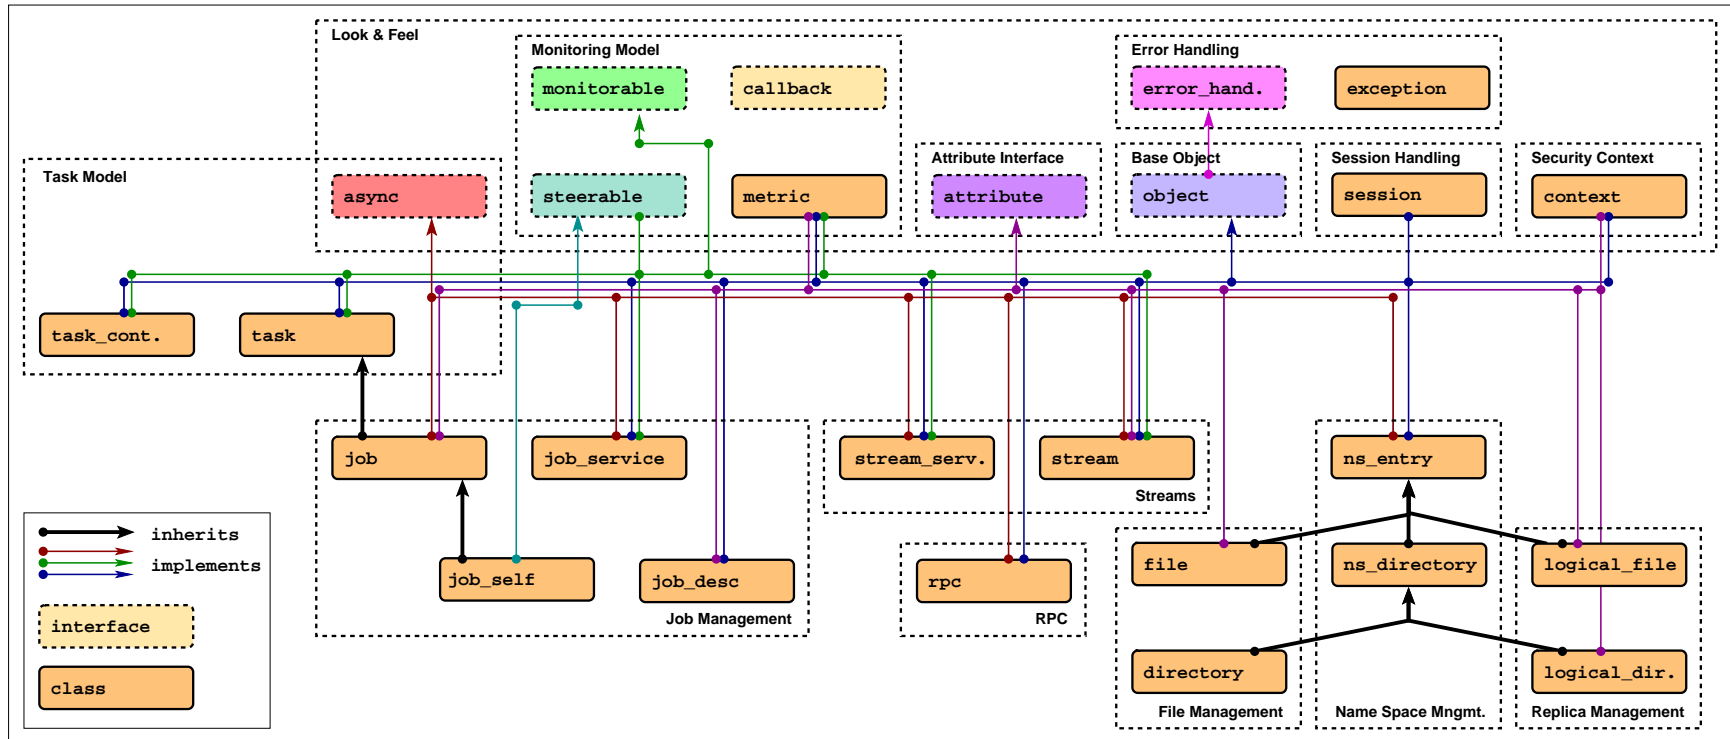 Look & Feel
Monitoring Model
Error Handling
monitorable
callback
error_hand.
exception
Task Model
Attribute Interface
Base Object
Session Handling
Security Context
async
steerable
metric
attribute
object
session
context
task_cont.
task
job
job_service
stream_serv.
stream
ns_entry
Streams
inherits
implements
interface
class
job_self
job_desc
Job Management
rpc
RPC
file
ns_directory
logical_file
directory
logical_dir.
File Management
Name Space Mngmt.
Replica Management